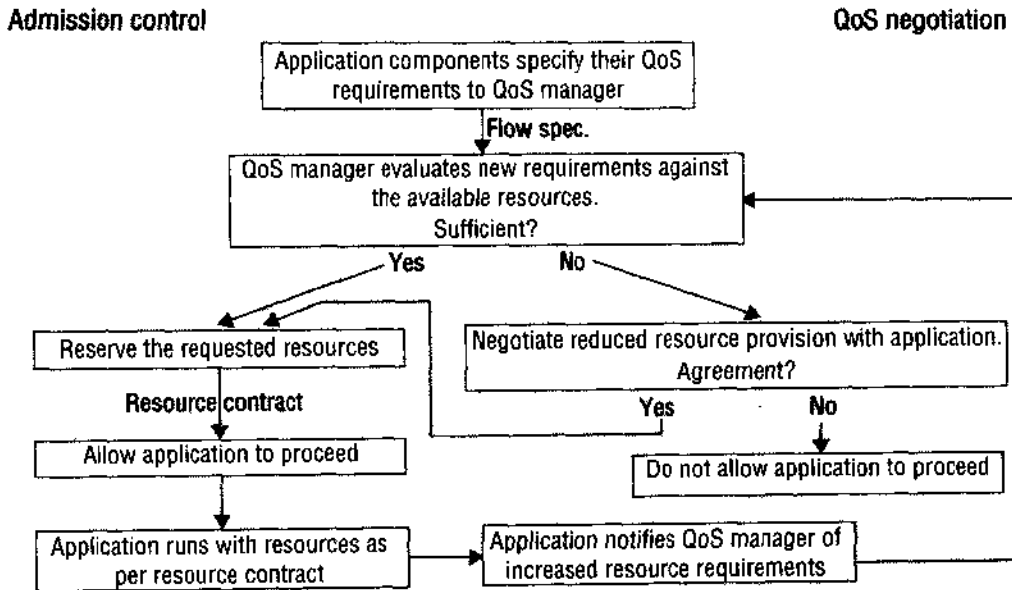 Admission control
QoS negotiation
Application components specify their QoS
requirements to QoS manager
Flow spec.
QoS manager evaluates new requirements against
the available resources.
Sufficient?
Yes
No
Reserve the requested resources
Negotiate reduced resource provision with application.
Agreement?
Resource contract
Yes
No
Allow application to proceed
Do not allow application to proceed
Application runs with resources as
per resource contract
Application notifies QoS manager of
increased resource requirements